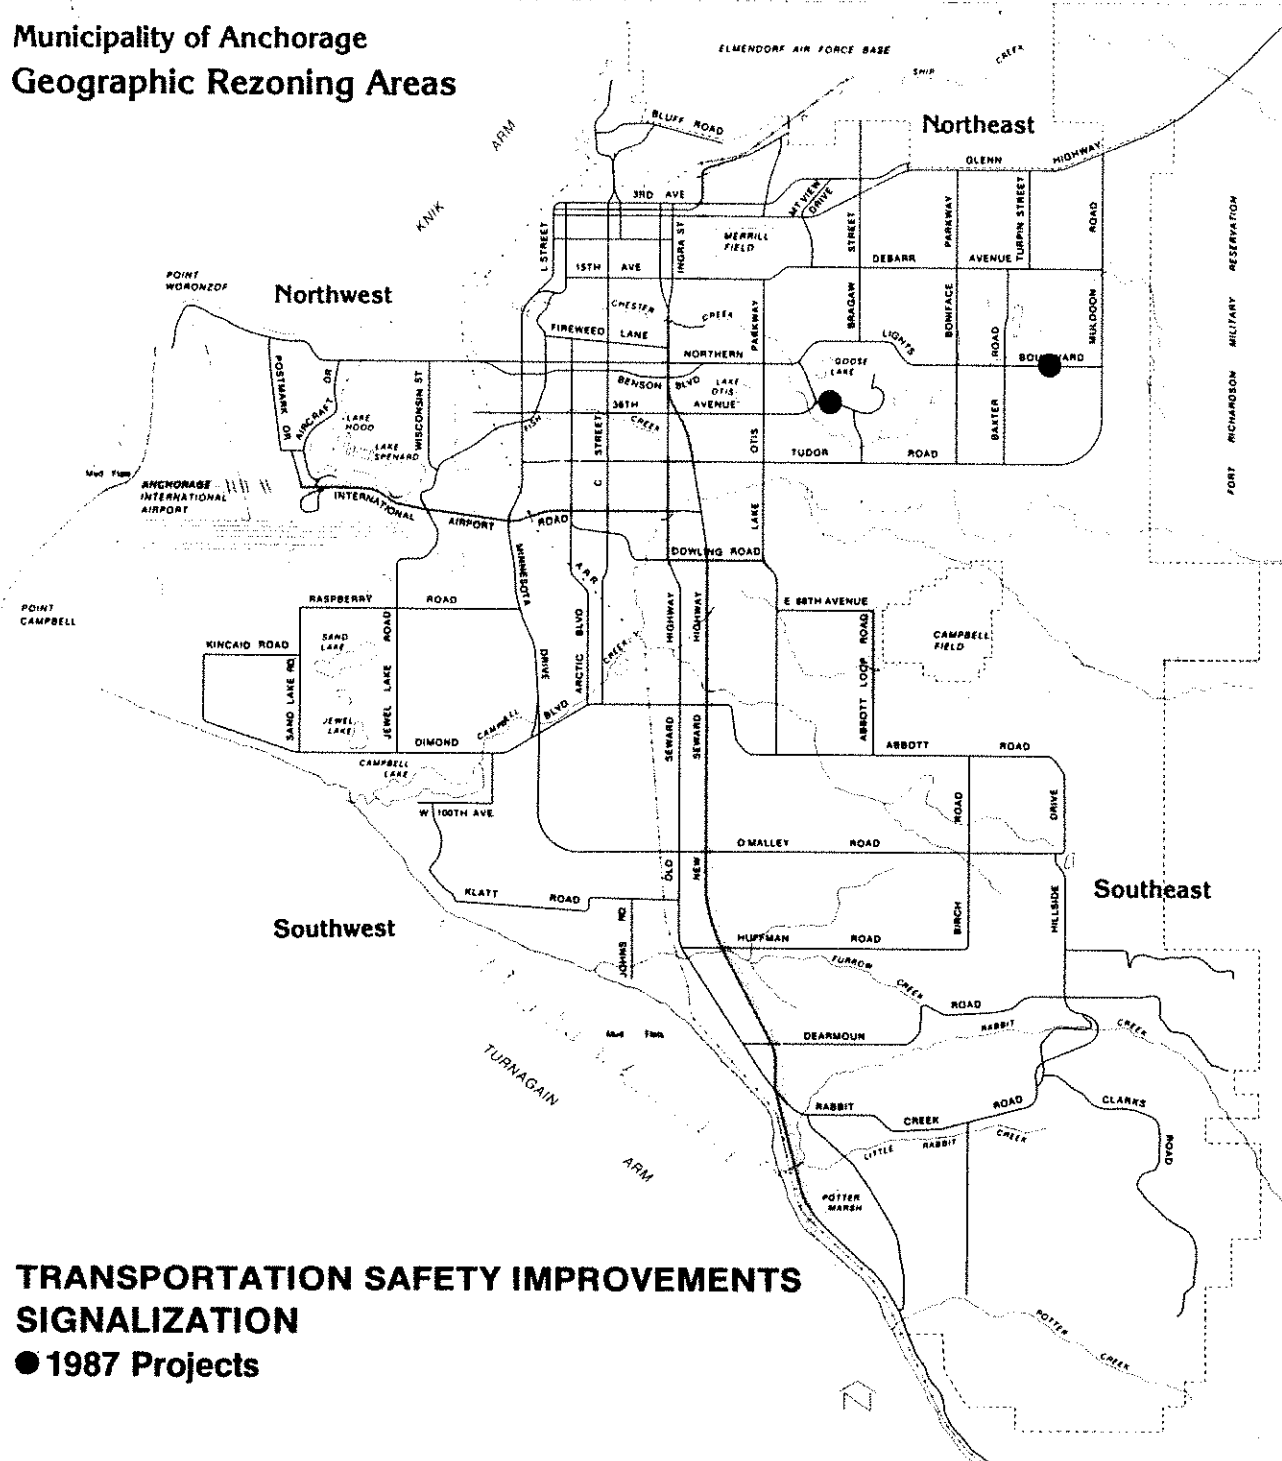 Municipality of Anchorage
Geographic Rezoning Areas
ELMENDORF AIR FORCE BASE
SHIP
CREEK
BLUFF ROAD
ARM
KNIK
Northeast
GLENN
HIGHWAY
3RD AVE
MT VIEW
DRIVE
L STREET
INGRA ST
MERRILL
FIELD
STREET
BRAGAW
PARKWAY
BONIFACE
TURPIN STREET
ROAD
MULDOON
DEBARR
AVENUE
15TH AVE
FORT RICHARDSON MILITARY RESERVATION
POINT
WORONZOF
Northwest
CHESTER
CREEK
FIREWEED LANE
PARKWAY
NORTHERN
LIGHTS
BOULEVARD
ROAD
BAXTER
GOOSE
LAKE
BENSON BLVD
LAKE
OTIS
36TH AVENUE
POSTMARK DR
AIRCRAFT DR
WISCONSIN ST
LAKE
HOOD
LAKE
SPENARD
FISH
CREEK
C STREET
OTIS
LAKE
TUDOR ROAD
Mud Flats
ANCHORAGE
INTERNATIONAL
AIRPORT
INTERNATIONAL
AIRPORT
ROAD
DOWLING ROAD
MINNESOTA
DRIVE
A.R.R.
ARCTIC BLVD
CREEK
HIGHWAY
HIGHWAY
E 68TH AVENUE
ABBOTT LOOP ROAD
CAMPBELL
FIELD
POINT
CAMPBELL
RASPBERRY ROAD
KINCAID ROAD
SAND
LAKE
SAND LAKE RD
JEWEL LAKE ROAD
JEWEL
LAKE
DIMOND
BLVD
CAMPBELL
CAMPBELL
LAKE
SEWARD
SEWARD
ABBOTT ROAD
W 100TH AVE
ROAD
BIRCH
DRIVE
HILLSIDE
O'MALLEY ROAD
OLD
NEW
KLATT ROAD
Southwest
Southeast
JOHNS RD
HUFFMAN ROAD
FURROW
CREEK
ROAD
RABBIT
CREEK
DEARMOUN
Mud Flats
TURNAGAIN
ARM
RABBIT
CREEK
ROAD
CLARKS
ROAD
LITTLE RABBIT CREEK
POTTER
MARSH
POTTER
CREEK
TRANSPORTATION SAFETY IMPROVEMENTS
SIGNALIZATION
● 1987 Projects
N